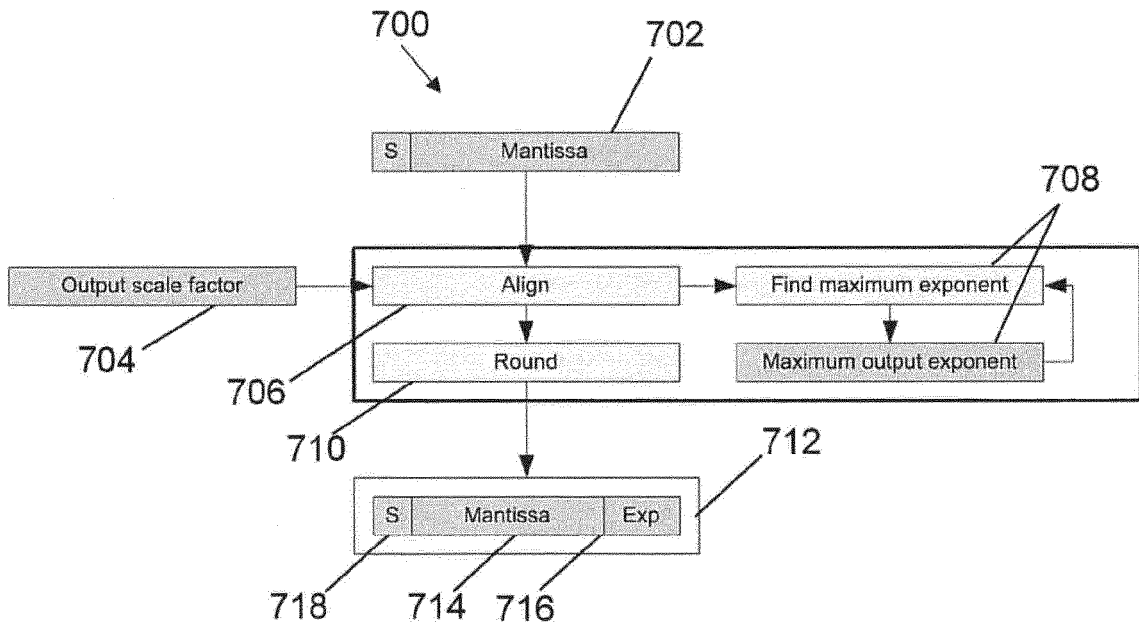 700
702
S Mantissa
708
Output scale factor Align Find maximum exponent
704
Round Maximum output exponent
706
710
712
S Mantissa Exp
718 714 716